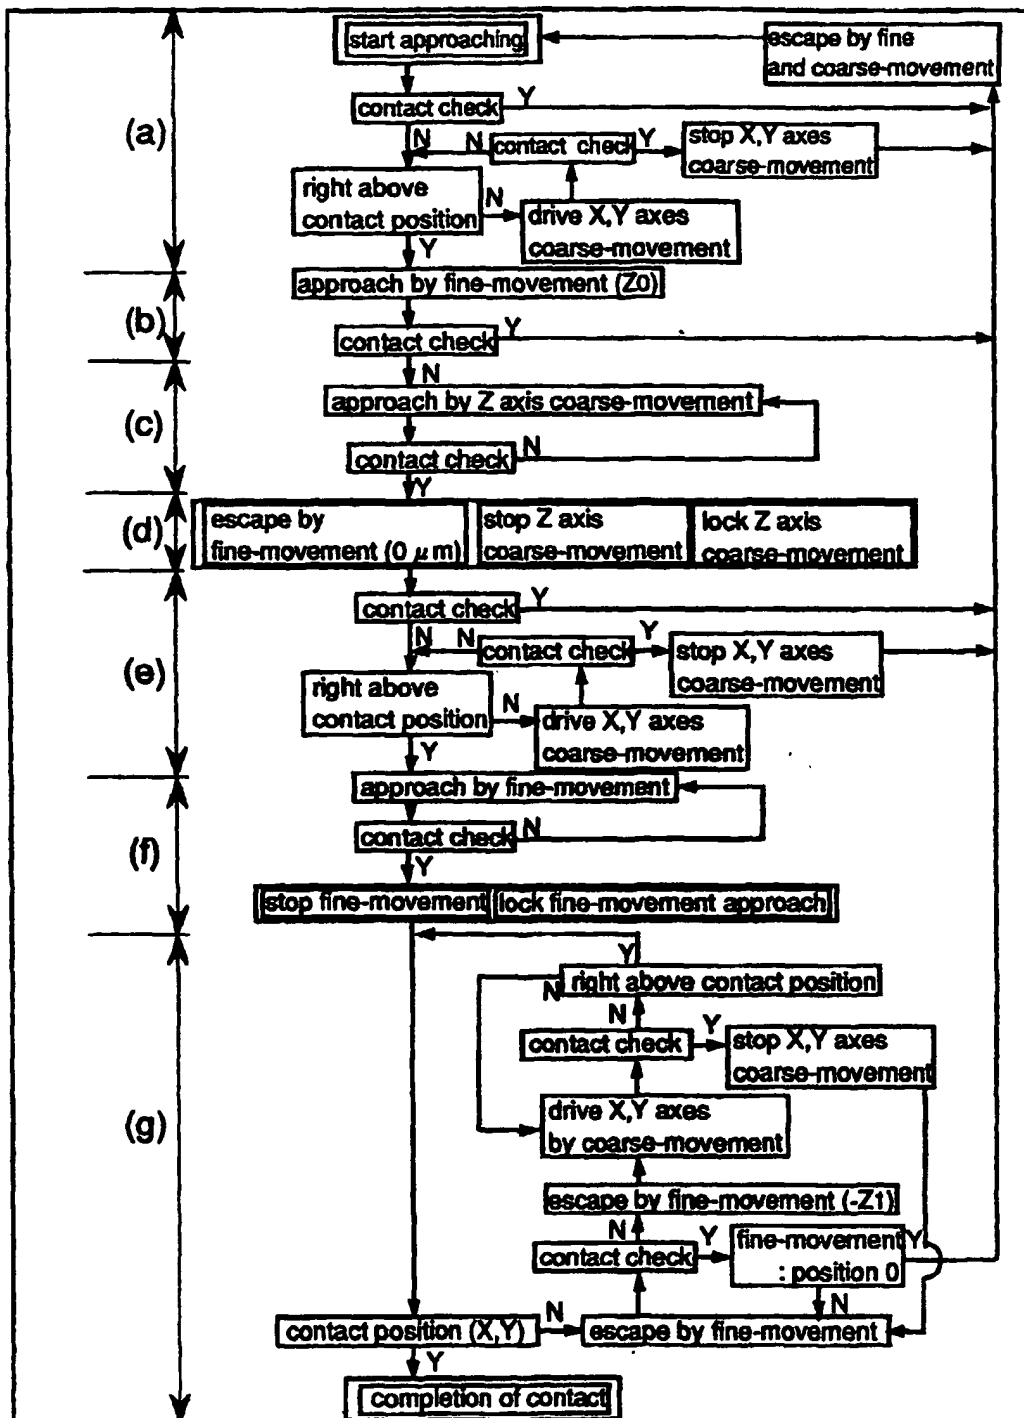 start approaching
escape by fine
and coarse-movement
contact check
Y
(a)
N
N
contact check
Y
stop X,Y axes
coarse-movement
right above
contact position
N
drive X,Y axes
coarse-movement
Y
approach by fine-movement (Z0)
(b)
contact check
Y
N
approach by Z axis coarse-movement
(c)
contact check
N
Y
(d)
escape by
fine-movement (0 μm)
stop Z axis
coarse-movement
lock Z axis
coarse-movement
contact check
Y
(e)
N
N
contact check
Y
stop X,Y axes
coarse-movement
right above
contact position
N
drive X,Y axes
coarse-movement
Y
approach by fine-movement
(f)
contact check
N
Y
stop fine-movement
lock fine-movement approach
Y
right above contact position
N
N
contact check
Y
stop X,Y axes
coarse-movement
(g)
drive X,Y axes
by coarse-movement
escape by fine-movement (-Z1)
N
contact check
Y
fine-movement
: position 0
Y
N
contact position (X,Y)
N
escape by fine-movement
Y
completion of contact